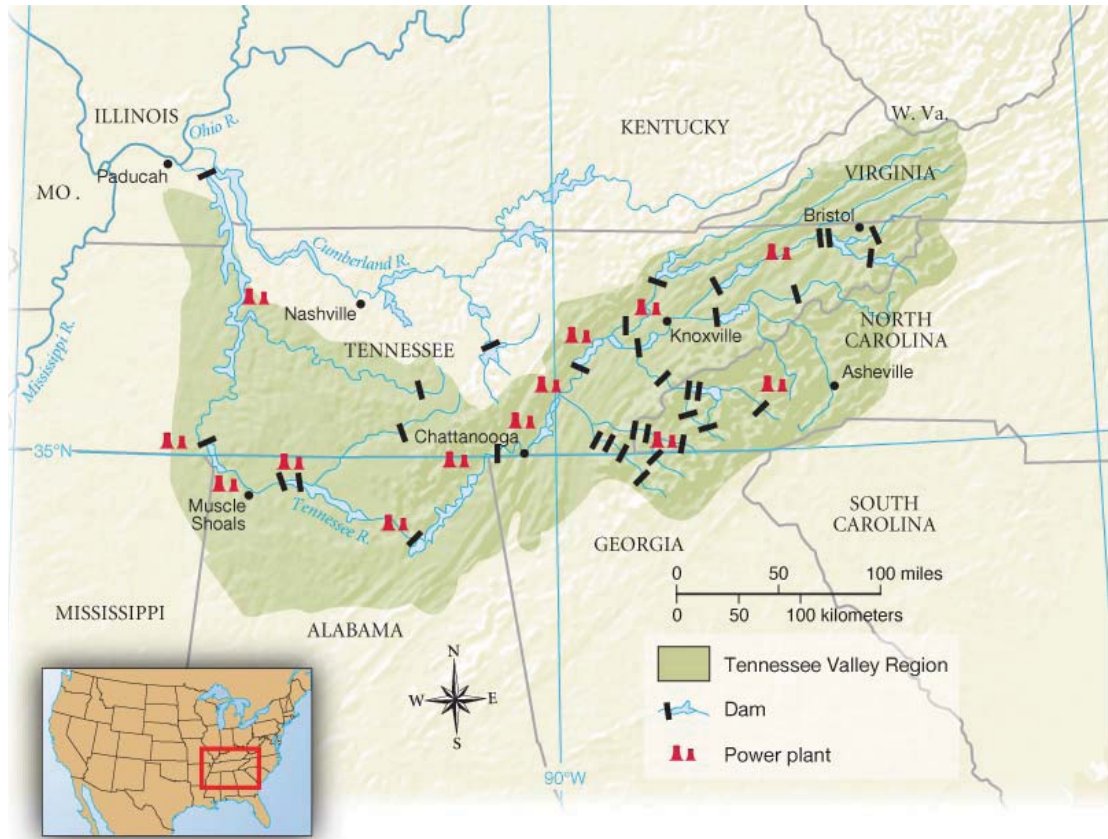 ILLINOIS
Ohio R.
KENTUCKY
W. Va.
Paducah
MO.
VIRGINIA
Bristol
Cumberland R.
Nashville
Mississippi R.
TENNESSEE
Knoxville
NORTH
CAROLINA
Asheville
Chattanooga
35°N
Muscle
Shoals
Tennessee R.
SOUTH
CAROLINA
GEORGIA
0 50 100 miles
0 50 100 kilometers
MISSISSIPPI
ALABAMA
N
W E
S
Tennessee Valley Region
Dam
Power plant
90°W